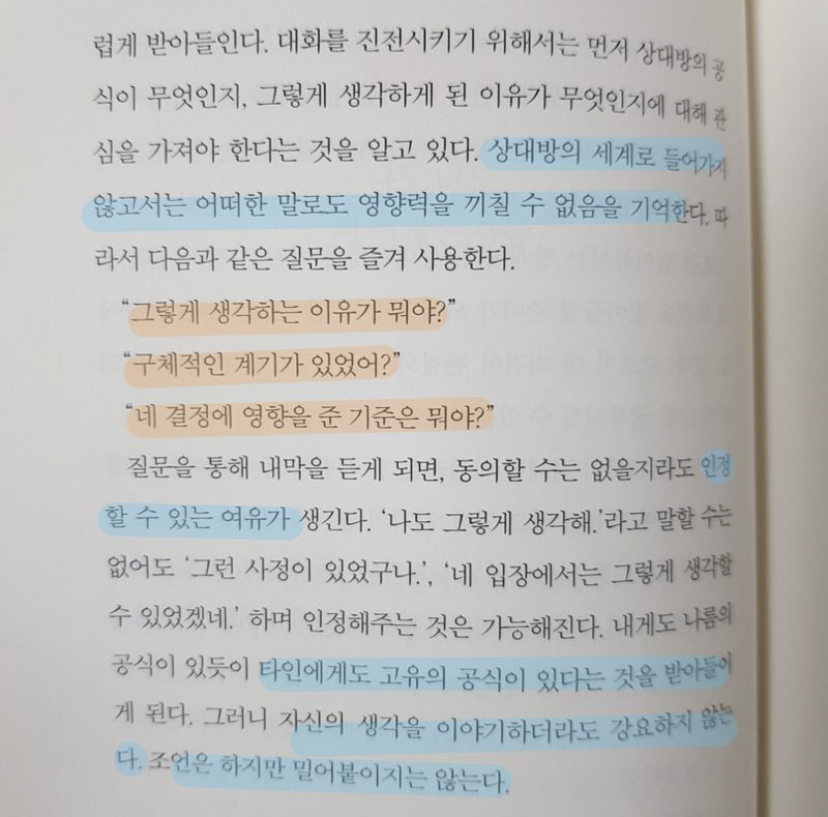 럽게 받아들인다. 대화를 진전시키기 위해서는 먼저 상대방의 공
식이 무엇인지, 그렇게 생각하게 된 이유가 무엇인지에 대해 관
심을 가져야 한다는 것을 알고 있다. 상대방의 세계로 들어가지
않고서는 어떠한 말로도 영향력을 끼칠 수 없음을 기억한다. 따
라서 다음과 같은 질문을 즐겨 사용한다.
“그렇게 생각하는 이유가 뭐야?”
“구체적인 계기가 있었어?”
“네 결정에 영향을 준 기준은 뭐야?”
질문을 통해 내막을 듣게 되면, 동의할 수는 없을지라도 인정
할 수 있는 여유가 생긴다. ‘나도 그렇게 생각해.’라고 말할 수는
없어도 ‘그런 사정이 있었구나.’, ‘네 입장에서는 그렇게 생각할
수 있었겠네.’ 하며 인정해주는 것은 가능해진다. 내게도 나름의
공식이 있듯이 타인에게도 고유의 공식이 있다는 것을 받아들이
게 된다. 그러니 자신의 생각을 이야기하더라도 강요하지 않는
다. 조언은 하지만 밀어붙이지는 않는다.